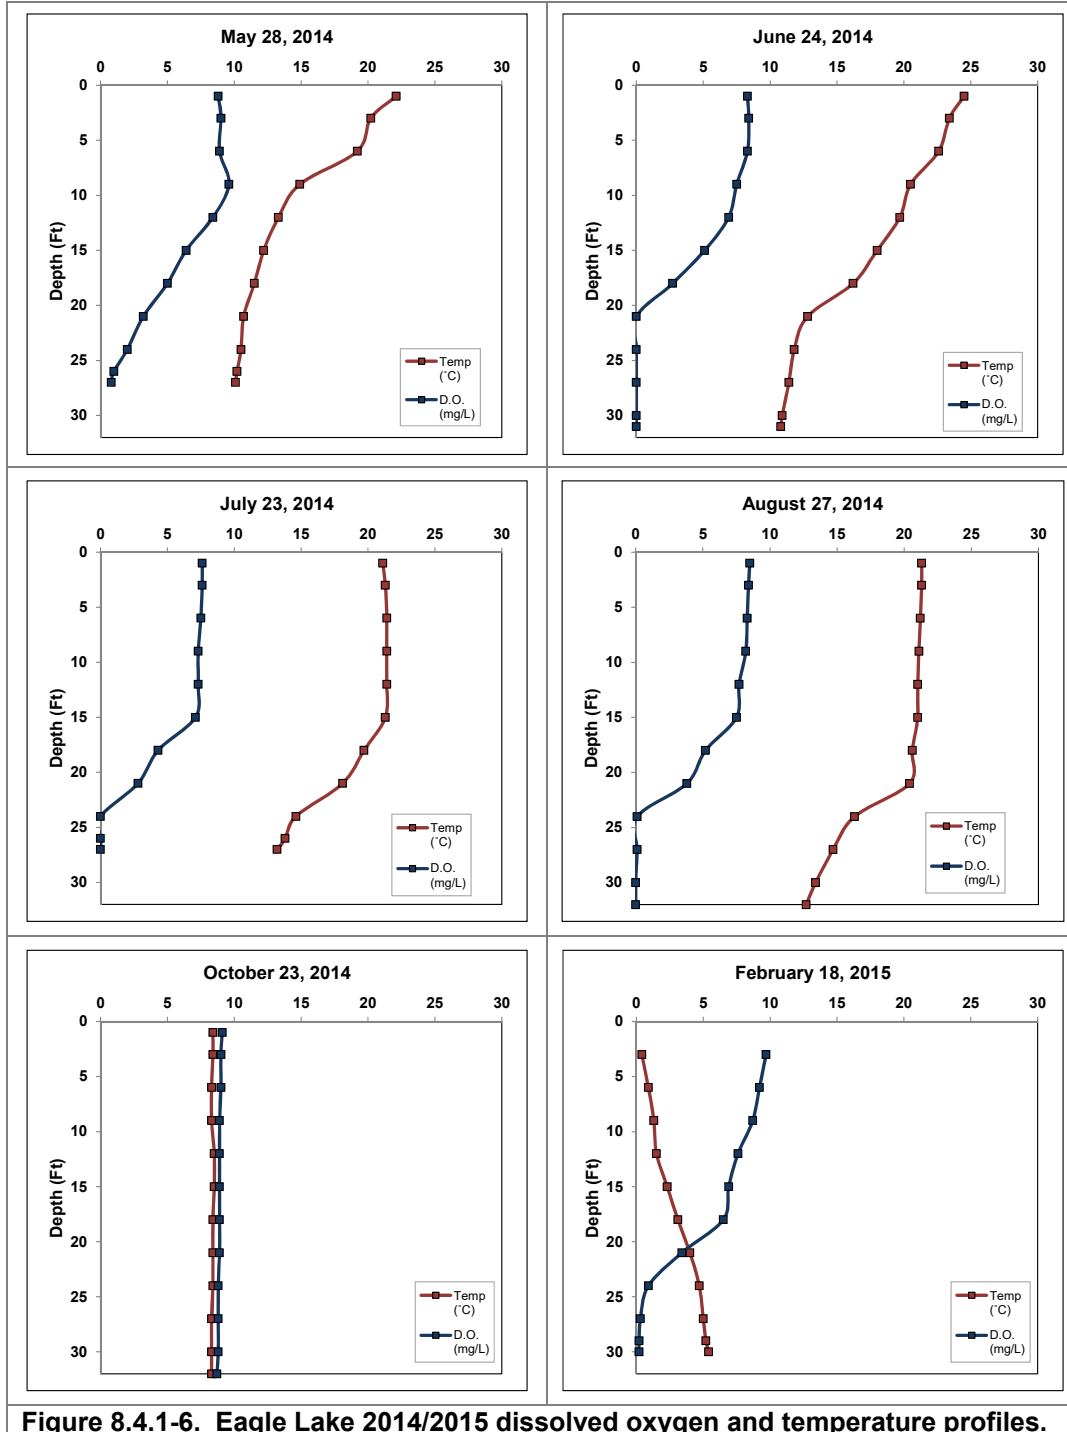 May 28, 2014
0 5 10 15 20 25 30
0
5
10
15
20
25
30
Depth (Ft)
Temp
(˚C)
D.O.
(mg/L)
June 24, 2014
0 5 10 15 20 25 30
0
5
10
15
20
25
30
Depth (Ft)
Temp
(˚C)
D.O.
(mg/L)
July 23, 2014
0 5 10 15 20 25 30
0
5
10
15
20
25
30
Depth (Ft)
Temp
(˚C)
D.O.
(mg/L)
August 27, 2014
0 5 10 15 20 25 30
0
5
10
15
20
25
30
Depth (Ft)
Temp
(˚C)
D.O.
(mg/L)
October 23, 2014
0 5 10 15 20 25 30
0
5
10
15
20
25
30
Depth (Ft)
Temp
(˚C)
D.O.
(mg/L)
February 18, 2015
0 5 10 15 20 25 30
0
5
10
15
20
25
30
Depth (Ft)
Temp
(˚C)
D.O.
(mg/L)
Figure 8.4.1-6. Eagle Lake 2014/2015 dissolved oxygen and temperature profiles.